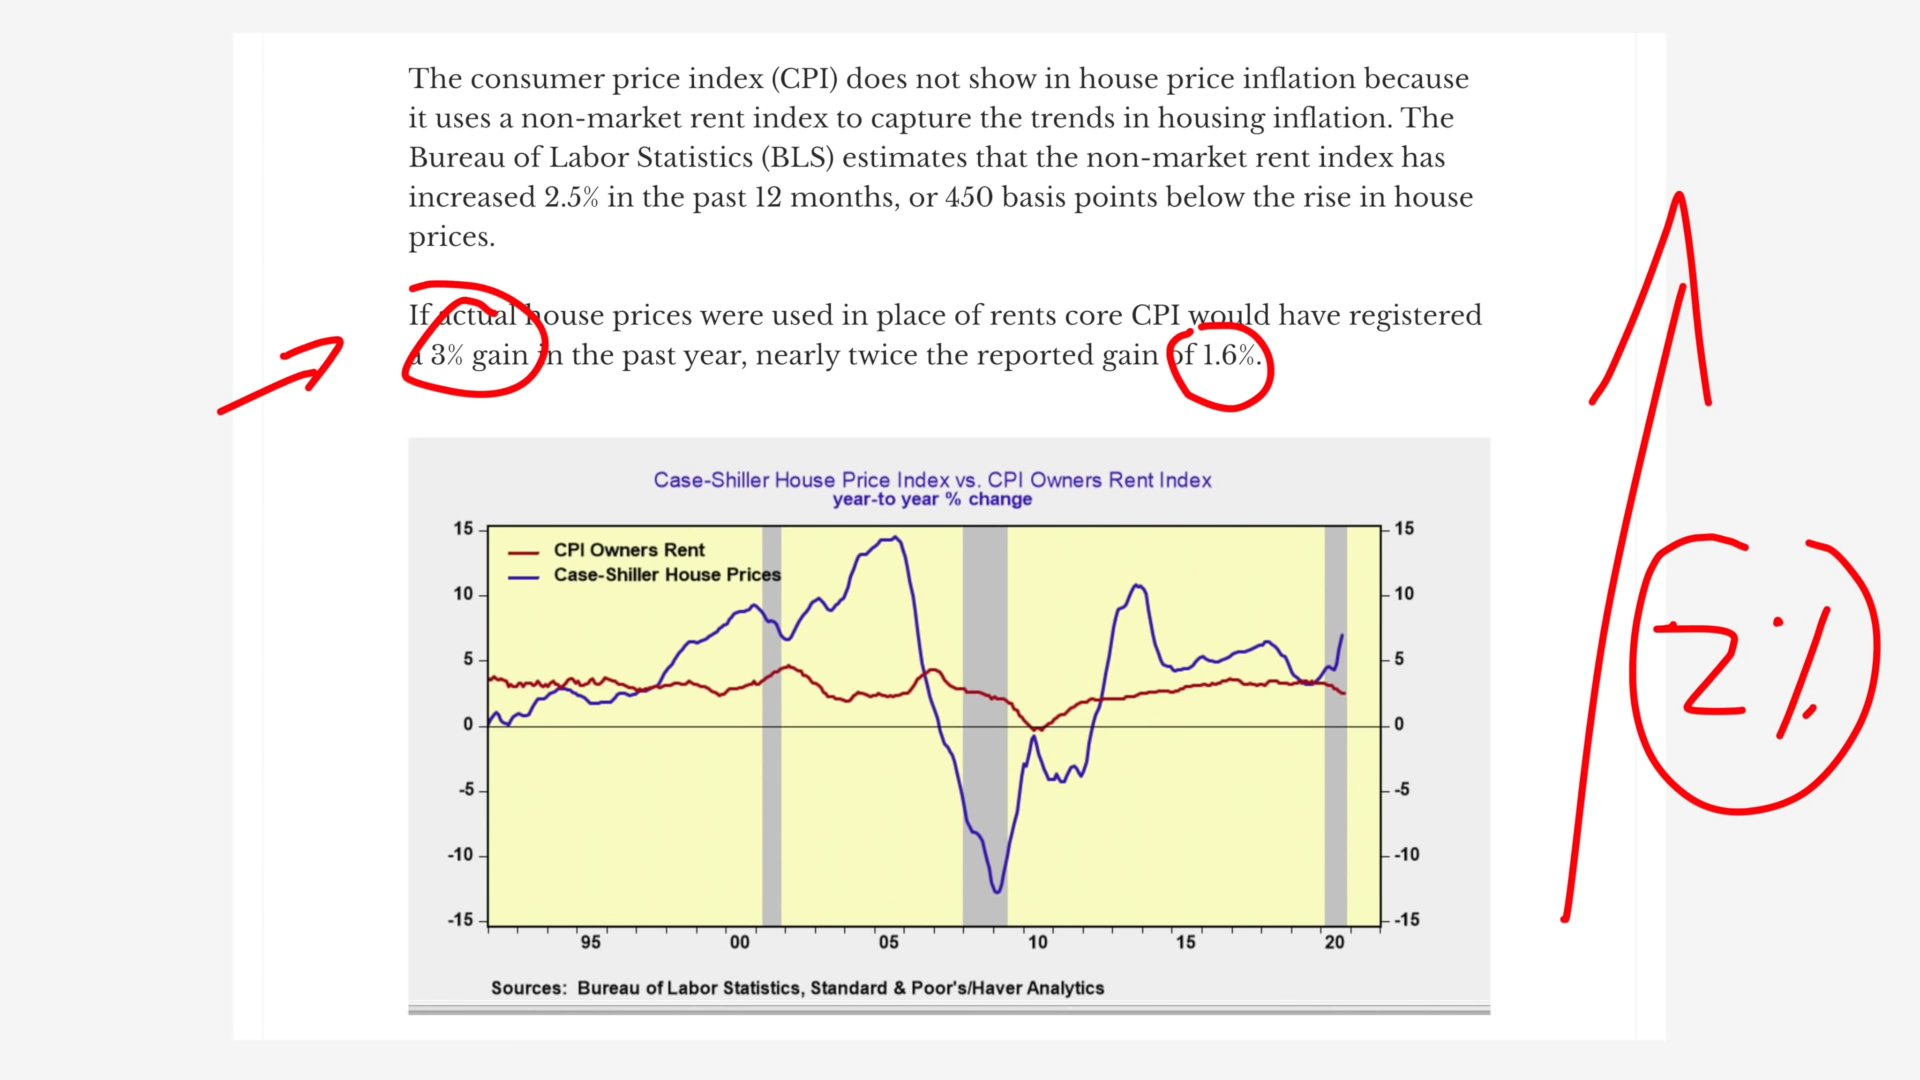 The consumer price index (CPI) does not show in house price inflation because
it uses a non-market rent index to capture the trends in housing inflation. The
Bureau of Labor Statistics (BLS) estimates that the non-market rent index has
increased 2.5% in the past 12 months, or 450 basis points below the rise in house
prices.
If actual house prices were used in place of rents core CPI would have registered
a 3% gain in the past year, nearly twice the reported gain of 1.6%.
Case-Shiller House Price Index vs. CPI Owners Rent Index
year-to year % change
15 15
CPI Owners Rent
Case-Shiller House Prices
10 10
5 5
2%
0 0
-5 -5
-10 -10
-15 -15
95 00 05 10 15 20
Sources: Bureau of Labor Statistics, Standard & Poor's/Haver Analytics